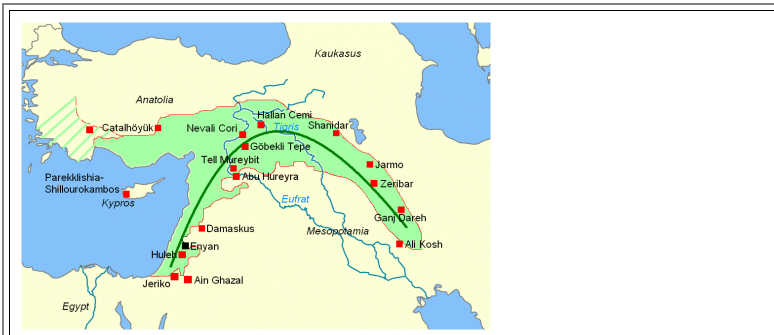 Kaukasus
Anatolia
Hallan Cemi
Catalhöyük
Nevali Cori
Tigris
Shanidar
Göbekli Tepe
Tell Mureybit
Jarmo
Abu Hureyra
Parekklishia-
Shillourokambos
Zeribar
Kypros
Eufrat
Ganj Dareh
Damaskus
Mesopotamia
Enyan
Ali Kosh
Huleh
Jeriko
Ain Ghazal
Egypt